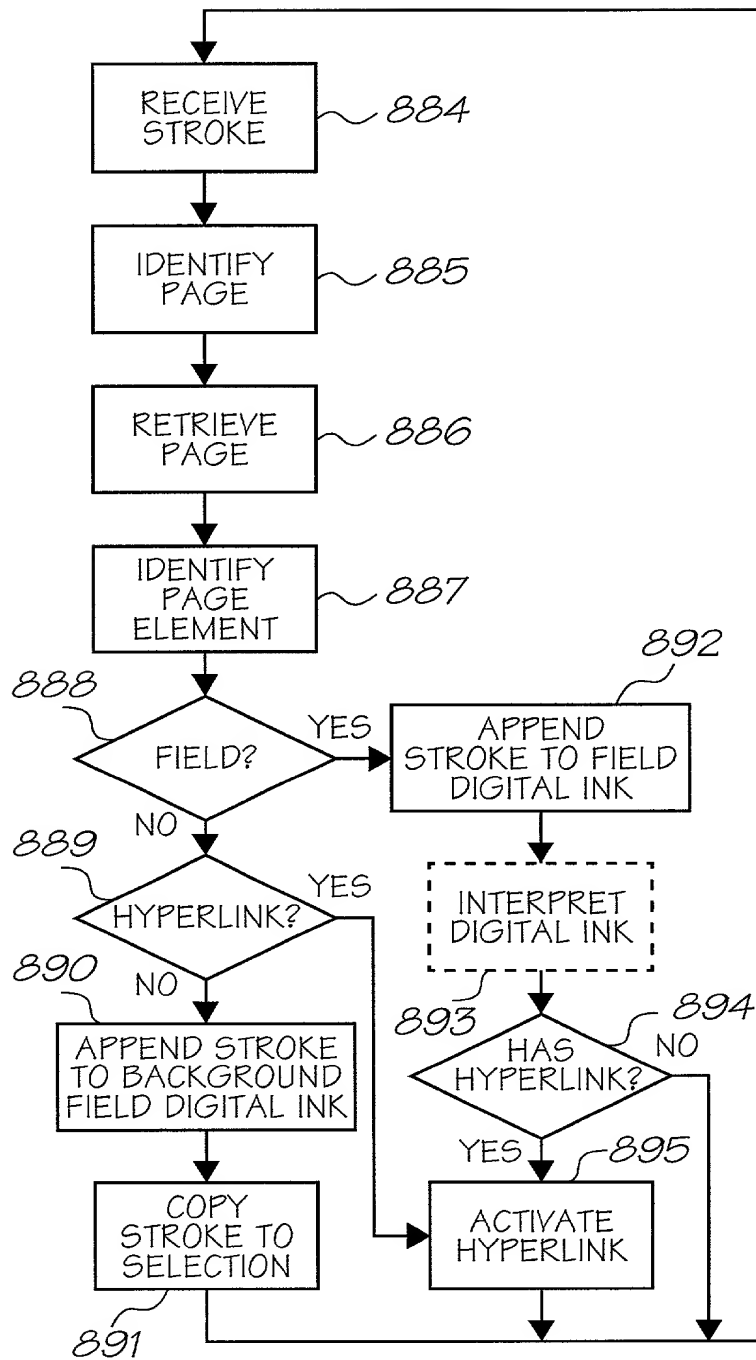 RECEIVE
STROKE
884
IDENTIFY
PAGE
885
RETRIEVE
PAGE
886
IDENTIFY
PAGE
ELEMENT
887
888
FIELD?
YES
NO
892
APPEND
STROKE TO FIELD
DIGITAL INK
889
HYPERLINK?
YES
NO
INTERPRET
DIGITAL INK
893
890
APPEND STROKE
TO BACKGROUND
FIELD DIGITAL INK
894
HAS
HYPERLINK?
NO
YES
895
COPY
STROKE TO
SELECTION
891
ACTIVATE
HYPERLINK